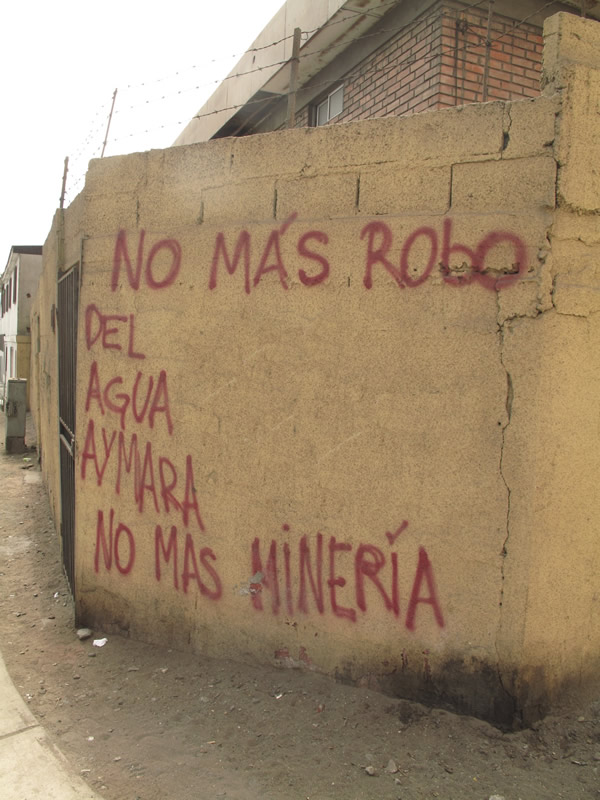 NO MÁS RObO
DEL
AGUA
AYMARA
NO MAS MiNERÍA